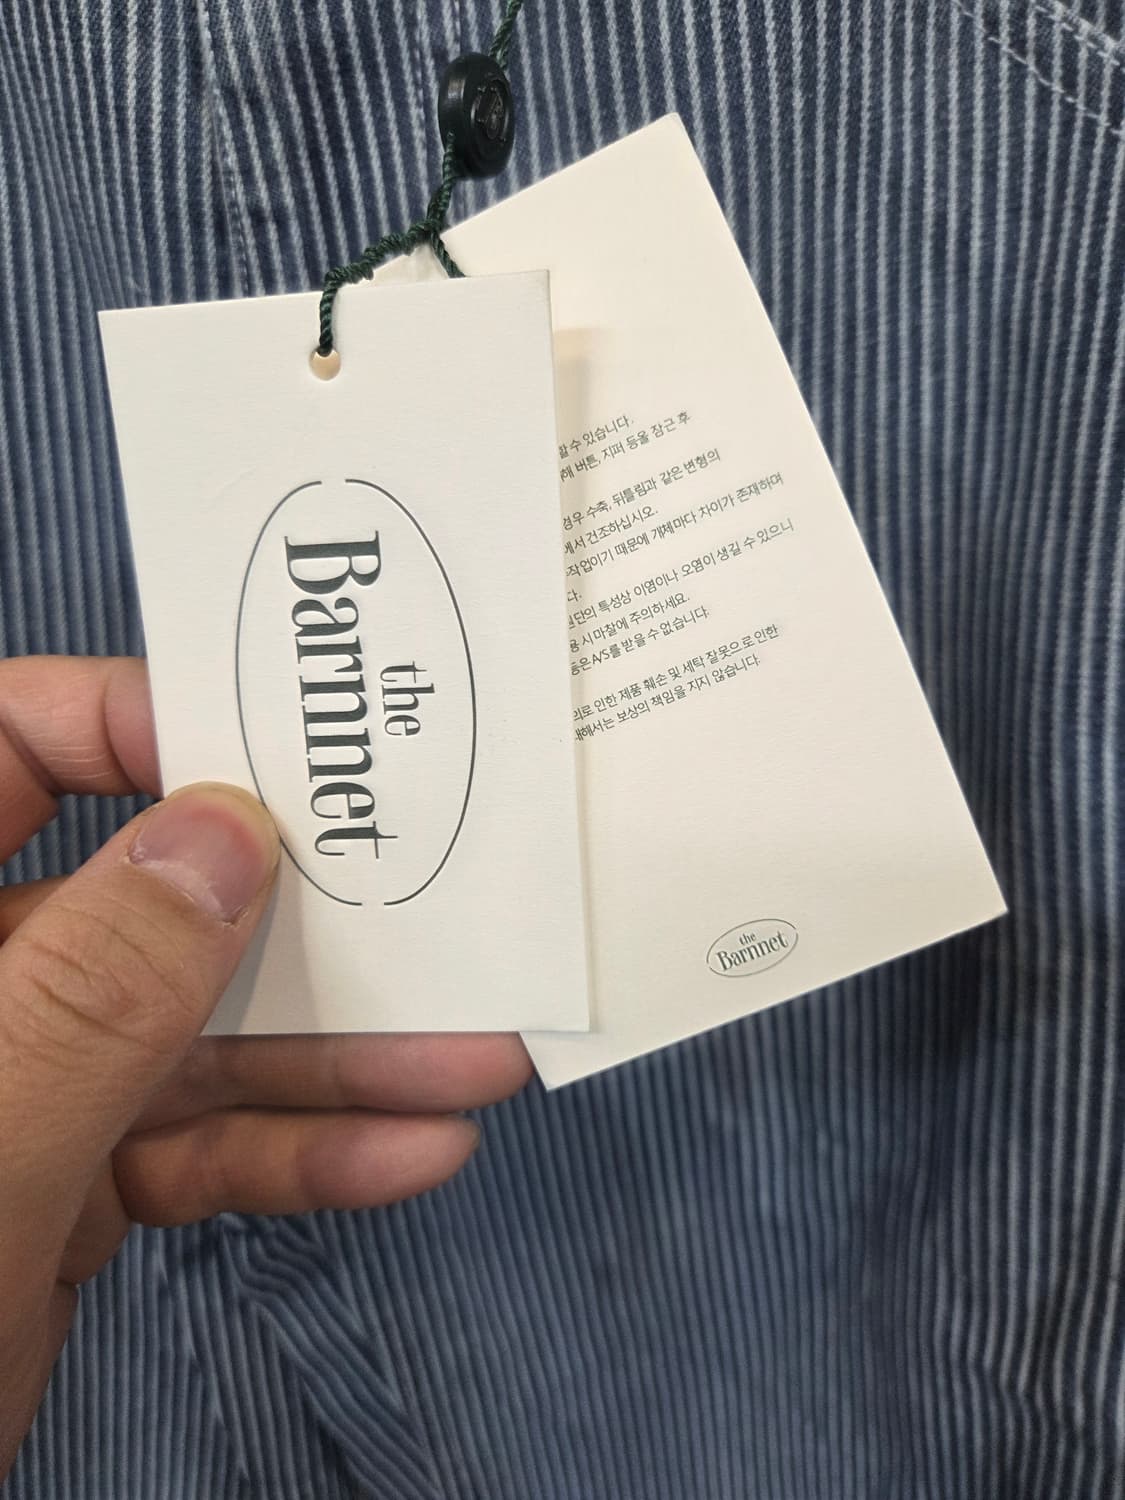 the
Barnnet
할 수 있습니다.
해 버튼, 지퍼 등을 잠근 후
경우 수축, 뒤틀림과 같은 변형의
에서 건조하십시오.
작업이기 때문에 개체마다 차이가 존재하며
다.
원단의 특성상 이염이나 오염이 생길 수 있으니
용 시 마찰에 주의하세요.
등은 A/S를 받을 수 없습니다.
의로 인한 제품 훼손 및 세탁 잘못으로 인한
대해서는 보상의 책임을 지지 않습니다.
the
Barnnet